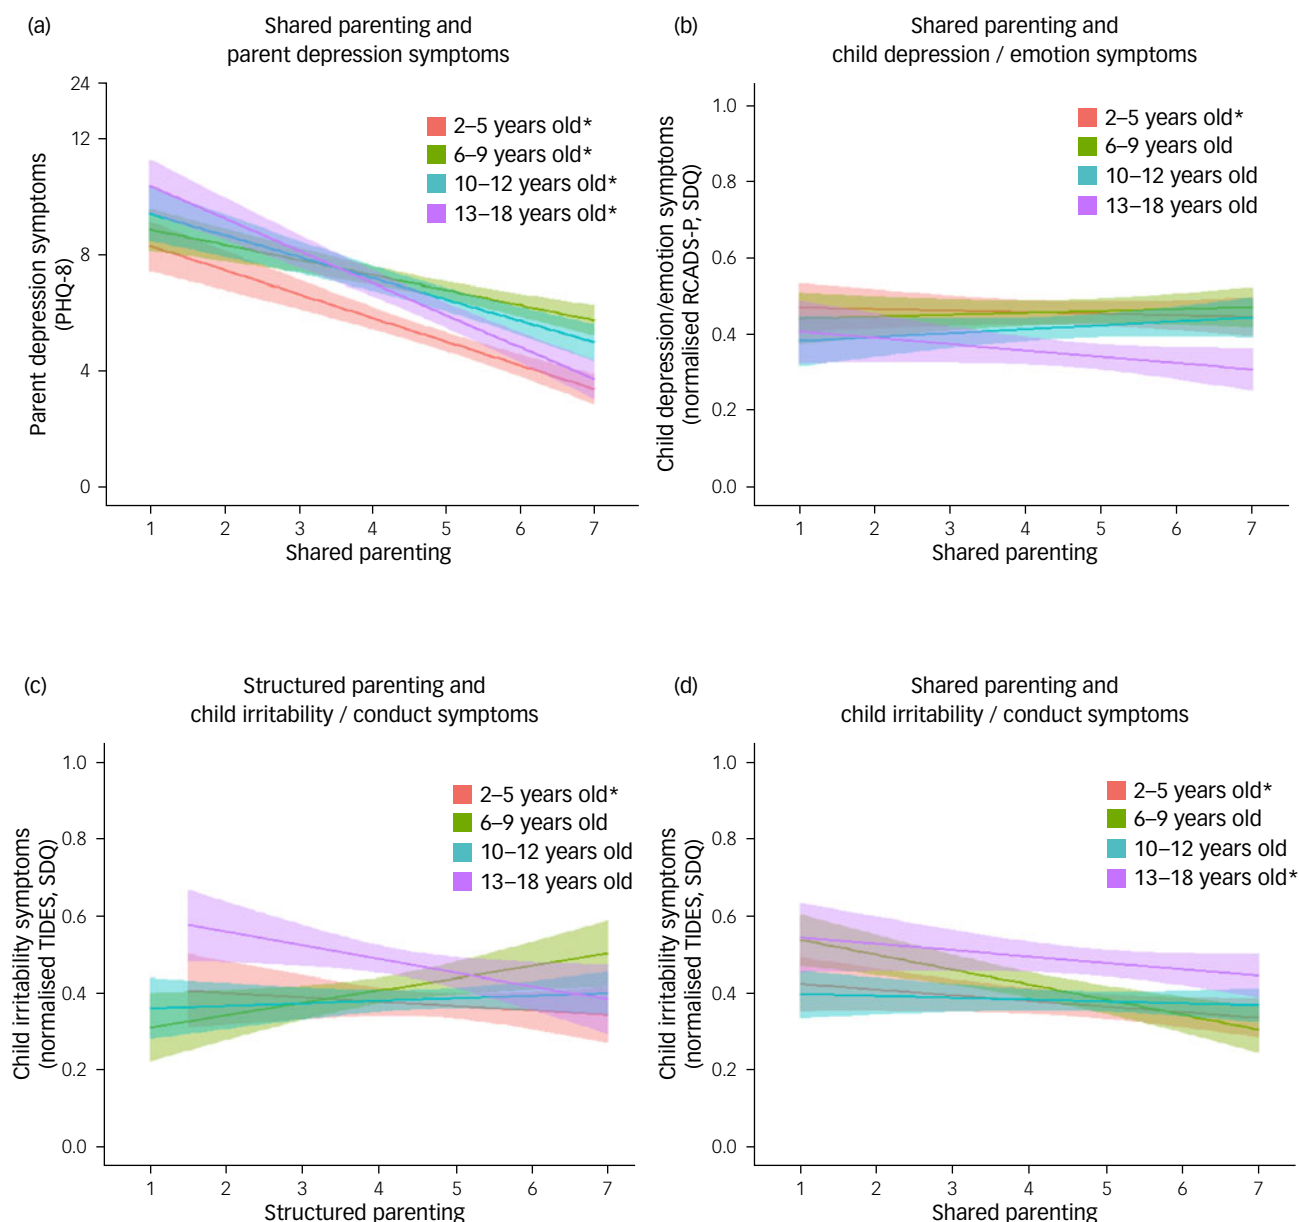 (a)
Shared parenting and
parent depression symptoms
24
12
8
4
0
Parent depression symptoms
(PHQ-8)
2–5 years old*
6–9 years old*
10–12 years old*
13–18 years old*
1 2 3 4 5 6 7
Shared parenting
(b)
Shared parenting and
child depression / emotion symptoms
1.0
0.8
0.6
0.4
0.2
0.0
Child depression/emotion symptoms
(normalised RCADS-P, SDQ)
2–5 years old*
6–9 years old
10–12 years old
13–18 years old
1 2 3 4 5 6 7
Shared parenting
(c)
Structured parenting and
child irritability / conduct symptoms
1.0
0.8
0.6
0.4
0.2
0.0
Child irritability symptoms
(normalised TIDES, SDQ)
2–5 years old*
6–9 years old
10–12 years old
13–18 years old
1 2 3 4 5 6 7
Structured parenting
(d)
Shared parenting and
child irritability / conduct symptoms
1.0
0.8
0.6
0.4
0.2
0.0
Child irritability symptoms
(normalised TIDES, SDQ)
2–5 years old*
6–9 years old
10–12 years old
13–18 years old*
1 2 3 4 5 6 7
Shared parenting